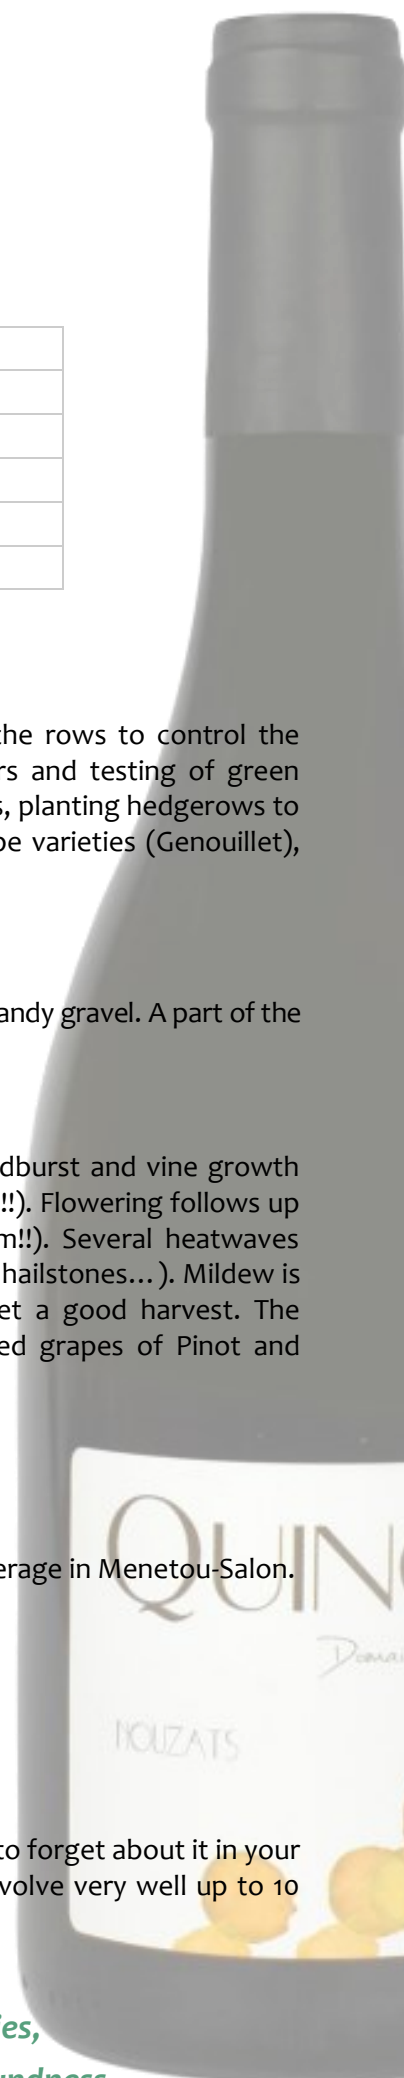 the rows to control the
rs and testing of green
s, planting hedgerows to
pe varieties (Genouillet),
andy gravel. A part of the
dburst and vine growth
!!). Flowering follows up
m!!). Several heatwaves
hailstones...). Mildew is
et a good harvest. The
ed grapes of Pinot and
QUIN
erage in Menetou-Salon.
Domai
NOUZATS
to forget about it in your
volve very well up to 10
ies,
undness